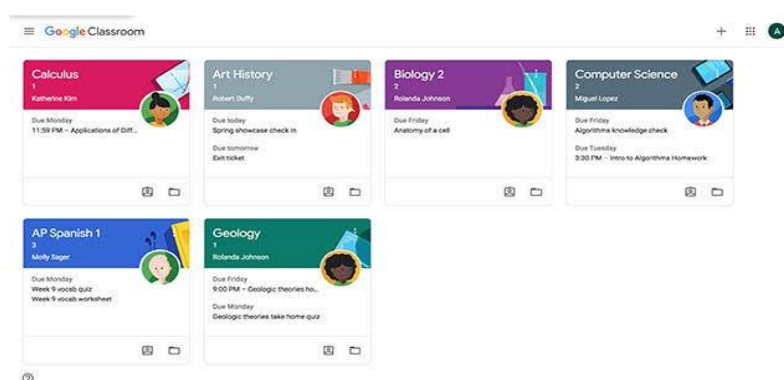 Google Classroom
A
Calculus
1
Katherine Kim
Due Monday
11:59 PM – Applications of Diff...
Art History
1
Robert Duffy
Due today
Spring showcase check in
Due tomorrow
Exit ticket
Biology 2
2
Rolanda Johnson
Due Friday
Anatomy of a cell
Computer Science
2
Miguel Lopez
Due Friday
Algorithms knowledge check
Due Tuesday
3:30 PM – Intro to Algorithms Homework
AP Spanish 1
3
Molly Sager
Due Monday
Week 9 vocab quiz
Week 9 vocab worksheet
Geology
1
Rolanda Johnson
Due Friday
9:00 PM – Geologic theories ho...
Due Monday
Geologic theories take home quiz